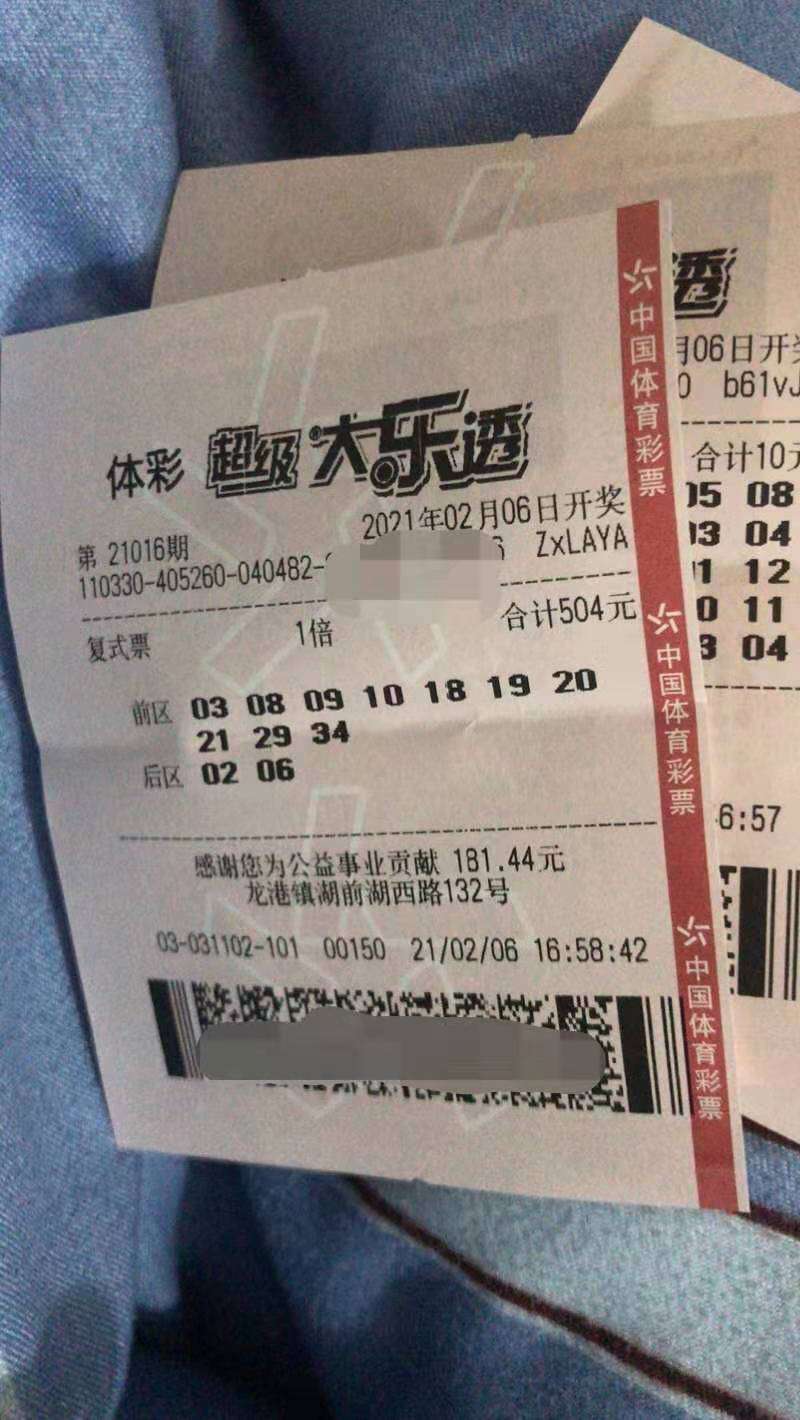 体彩 超级大乐透
第 21016期 2021年02月06日开奖
110330-405260-040482- ZxLAYA
复式票 1倍 合计504元
前区 03 08 09 10 18 19 20
21 29 34
后区 02 06
感谢您为公益事业贡献 181.44元
龙港镇湖前湖西路132号
03-031102-101 00150 21/02/06 16:58:42
中国体育彩票
中国体育彩票
中国体育彩票
透
月06日开奖
0 b61vJ
合计10元
05 08
03 04
12
11
04
6:57